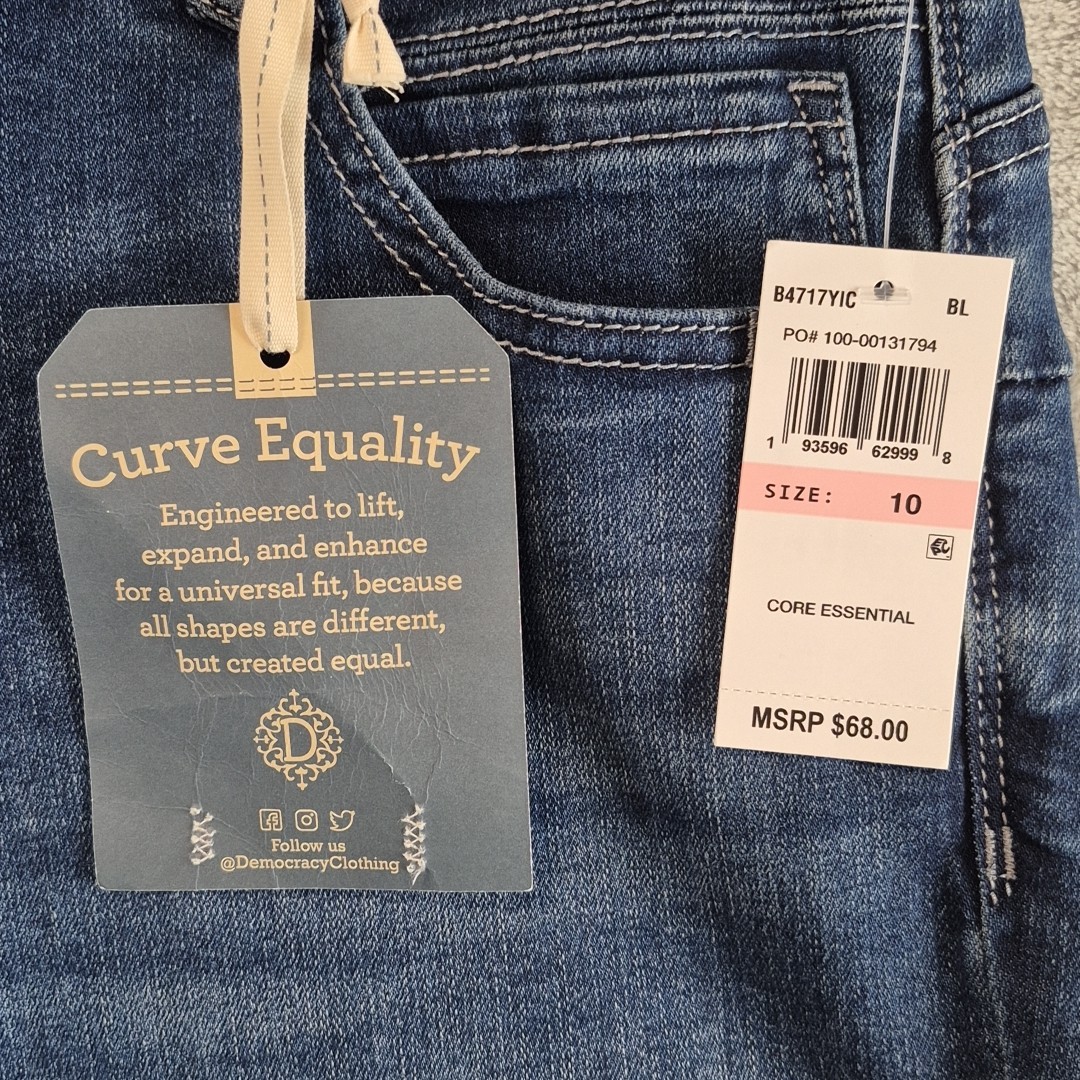 Curve Equality
Engineered to lift,
expand, and enhance
for a universal fit, because
all shapes are different,
but created equal.
D
Follow us
@DemocracyClothing
B4717YIC BL
PO# 100-00131794
1 93596 62999 8
SIZE: 10
CORE ESSENTIAL
MSRP $68.00